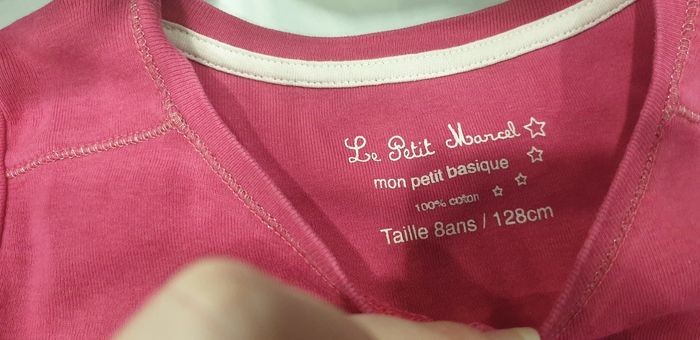 Le Petit Marcel
mon petit basique
100% coton
Taille 8ans / 128cm